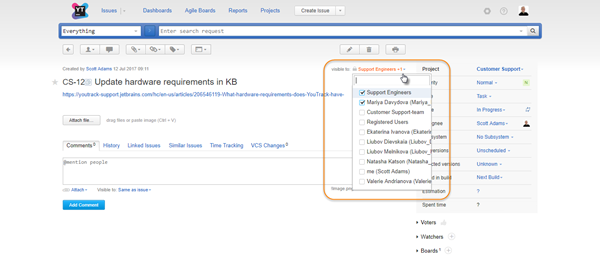 Issues
Dashboards
Agile Boards
Reports
Projects
Create Issue
Everything
Enter search request
Created by Scott Adams 12 Jul 2017 08:15
visible to: Support Engineers +1
Project
Customer Support
CS-12 Update hardware requirements in KB
https://youtrack-support.jetbrains.com/hc/en-us/articles/206546119-What-hardware-requirements-does-YouTrack-have-
Normal
In Progress
Scott Adams
No Subsystem
Unscheduled
Unknown
Next Build
Estimation ?
Spent time ?
Support Engineers
Mariya Davydova (Mariya_
Customer Support-team
Registered Users
Ekaterina Ivanova (Ekaterin
Liubov Dievskaia (Liubov_
Liubov Melnikova (Liubov_
Natasha Katson (Natasha_
me (Scott Adams)
Valerie Andrianova (Valerie
Attach file...
drag files or paste image (Ctrl + V)
Comments 0
History
Linked Issues
Similar Issues
Time Tracking
VCS Changes 0
@mention people
Attach
Visible to: Same as issue
Add Comment
Voters
Watchers
Boards 1